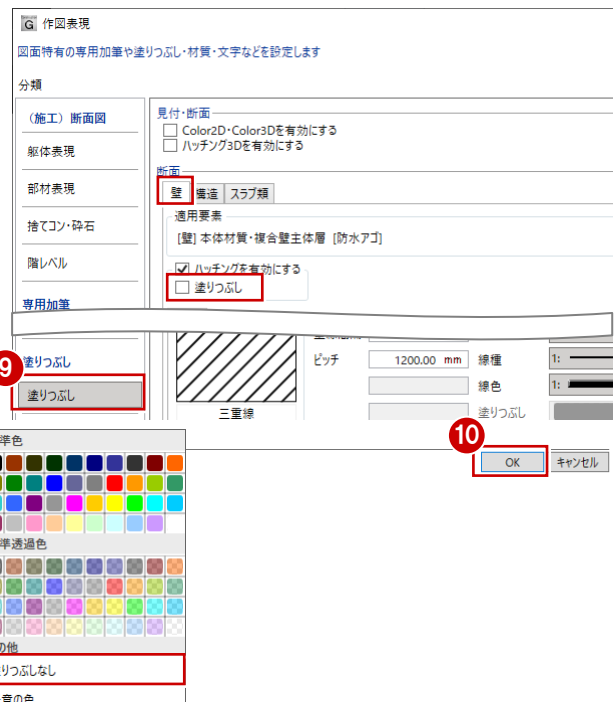 G 作図表現
図面特有の専用加筆や塗りつぶし・材質・文字などを設定します
分類
（施工）断面図
躯体表現
部材表現
捨てコン・砕石
階レベル
専用加筆
見付・断面
Color2D・Color3Dを有効にする
ハッチング3Dを有効にする
断面
壁 構造 スラブ類
適用要素
[壁] 本体材質・複合壁主体層 [防水アゴ]
ハッチングを有効にする
塗りつぶし
9
塗りつぶし
塗りつぶし
三重線
ピッチ 1200.00 mm 線種 1:
線色 1:
塗りつぶし
10
OK キャンセル
準色
準透過色
の他
りつぶしなし
音の色